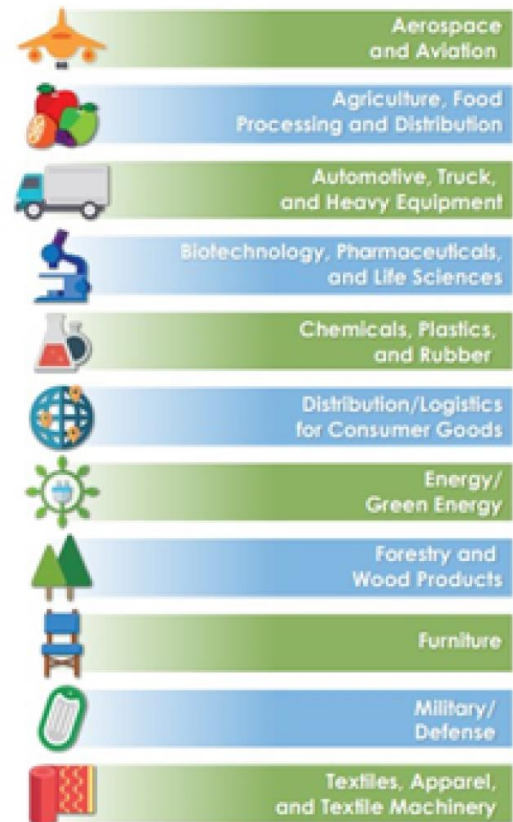 Aerospace
and Aviation
Agriculture, Food
Processing and Distribution
Automotive, Truck,
and Heavy Equipment
Biotechnology, Pharmaceuticals,
and Life Sciences
Chemicals, Plastics,
and Rubber
Distribution/Logistics
for Consumer Goods
Energy/
Green Energy
Forestry and
Wood Products
Furniture
Military/
Defense
Textiles, Apparel,
and Textile Machinery